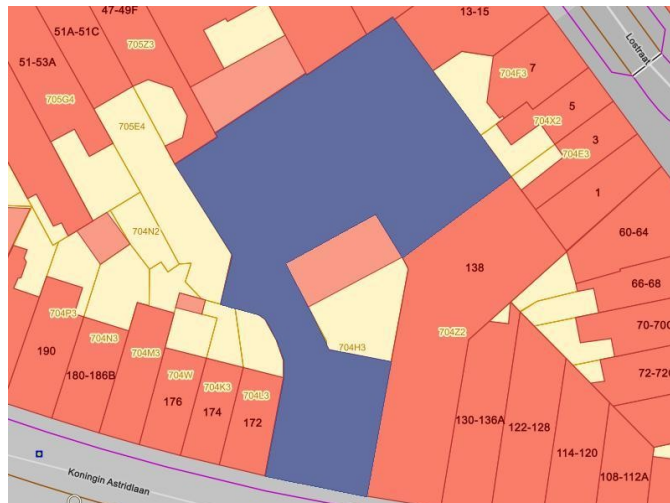 47-49F
13-15
51A-51C
705Z3
Lostraat
51-53A
7
704F3
705G4
5
704X2
705E4
3
704E3
1
704N2
60-64
138
66-68
704P3
704Z2
70-70C
704N3
704H3
190
704M3
72-72C
180-186B
704W
704K3
704L3
176
174
172
130-136A
122-128
114-120
108-112A
Koningin Astridlaan